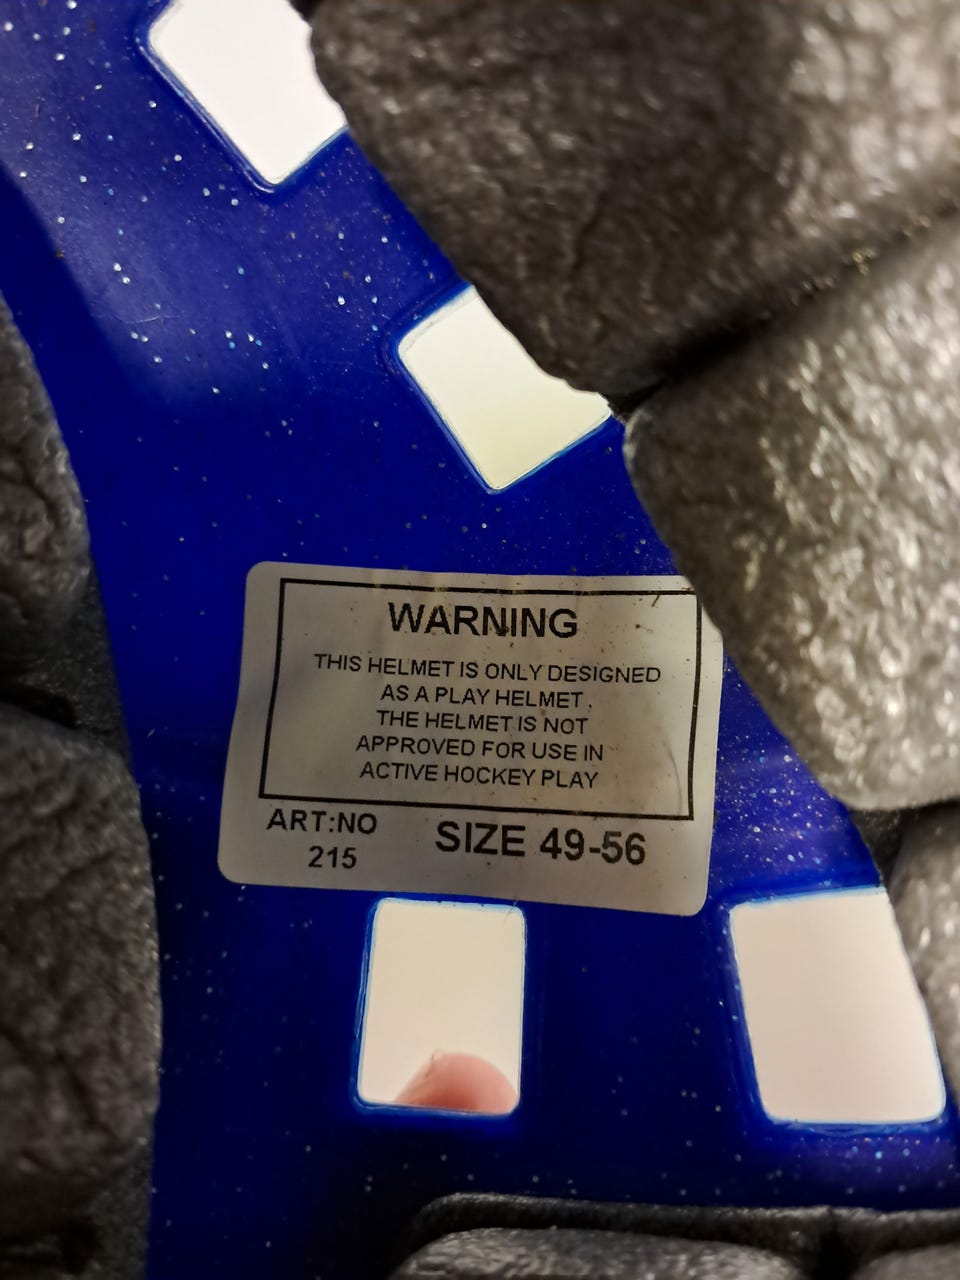 WARNING
THIS HELMET IS ONLY DESIGNED
AS A PLAY HELMET.
THE HELMET IS NOT
APPROVED FOR USE IN
ACTIVE HOCKEY PLAY
ART:NO
215
SIZE 49-56